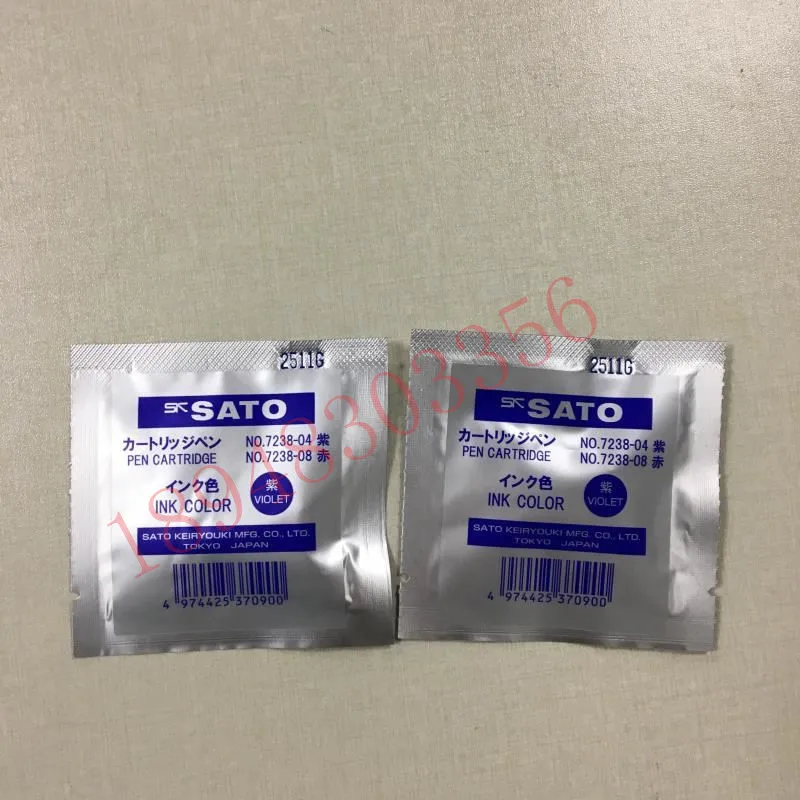 2511G
SK SATO
カートリッジペン NO.7238-04 紫
PEN CARTRIDGE NO.7238-08 赤
インク色 紫
INK COLOR VIOLET
SATO KEIRYOUKI MFG. CO., LTD.
TOKYO JAPAN
4 974425 370900
2511G
SK SATO
カートリッジペン NO.7238-04 紫
PEN CARTRIDGE NO.7238-08 赤
インク色 紫
INK COLOR VIOLET
SATO KEIRYOUKI MFG. CO., LTD.
TOKYO JAPAN
4 974425 370900
18948303356